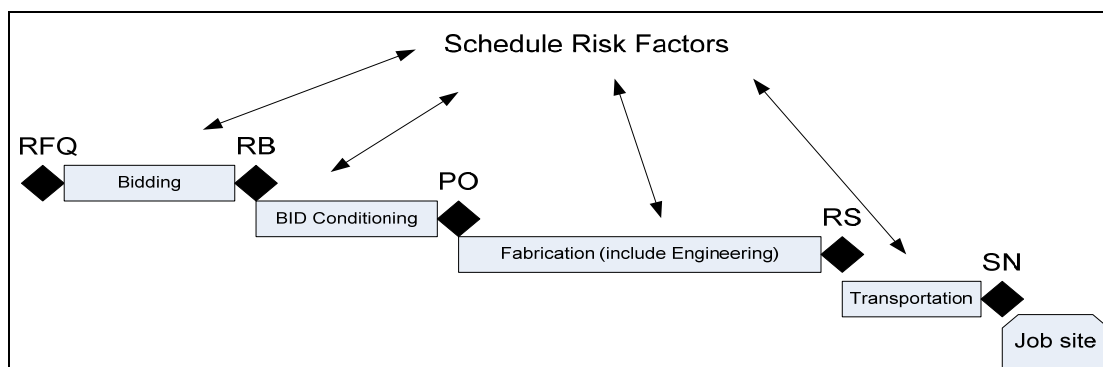 Schedule Risk Factors
RFQ
RB
Bidding
PO
BID Conditioning
RS
Fabrication (include Engineering)
SN
Transportation
Job site